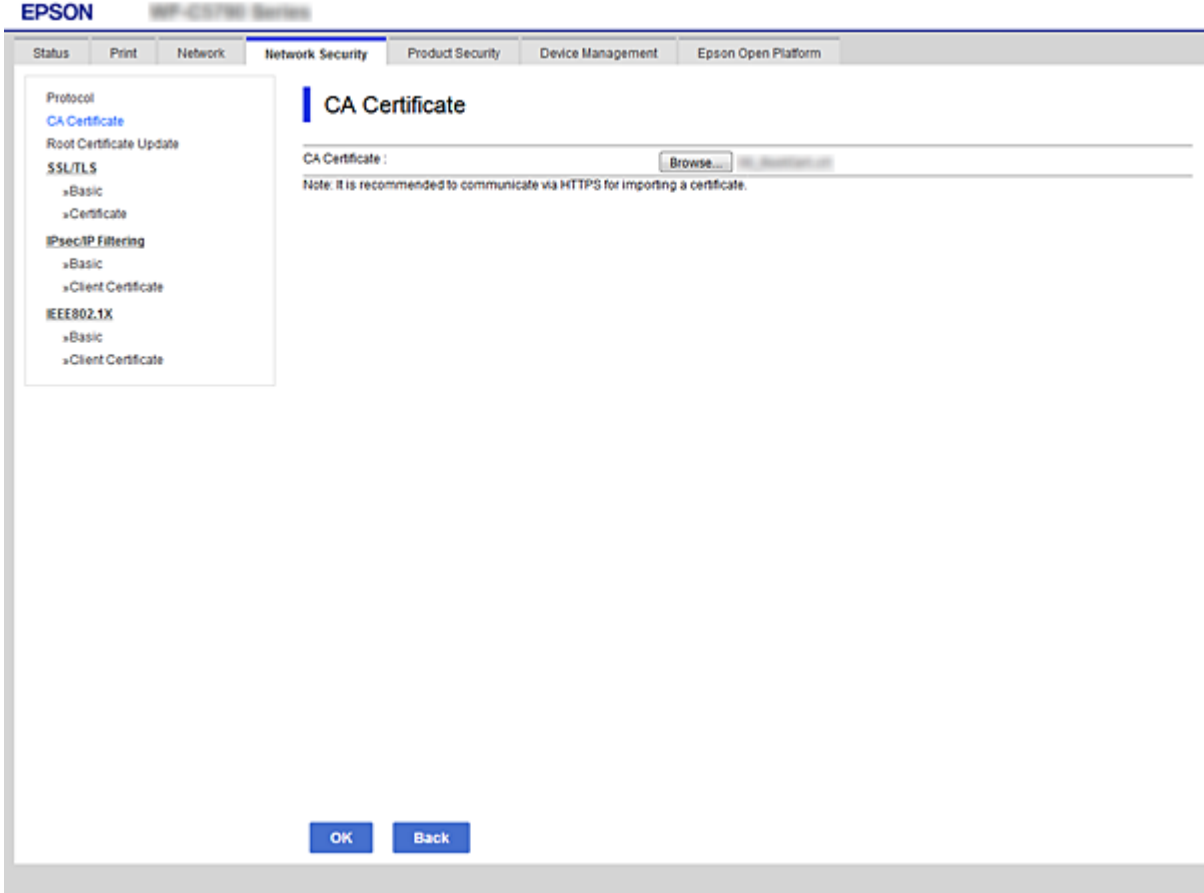 EPSON
Status Print Network Network Security Product Security Device Management Epson Open Platform
Protocol
CA Certificate
Root Certificate Update
SSL/TLS
»Basic
»Certificate
IPsec/IP Filtering
»Basic
»Client Certificate
IEEE802.1X
»Basic
»Client Certificate
CA Certificate
CA Certificate :
Browse...
Note: It is recommended to communicate via HTTPS for importing a certificate.
OK Back